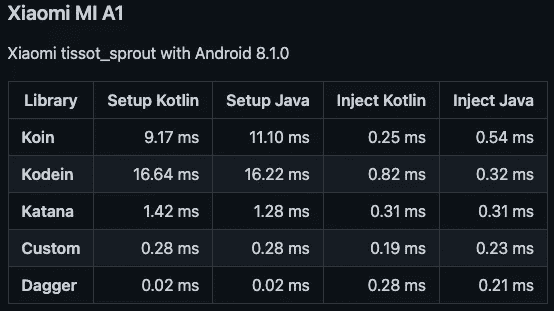 Xiaomi MI A1
Xiaomi tissot_sprout with Android 8.1.0
Library Setup Kotlin Setup Java Inject Kotlin Inject Java
Koin 9.17 ms 11.10 ms 0.25 ms 0.54 ms
Kodein 16.64 ms 16.22 ms 0.82 ms 0.32 ms
Katana 1.42 ms 1.28 ms 0.31 ms 0.31 ms
Custom 0.28 ms 0.28 ms 0.19 ms 0.23 ms
Dagger 0.02 ms 0.02 ms 0.28 ms 0.21 ms